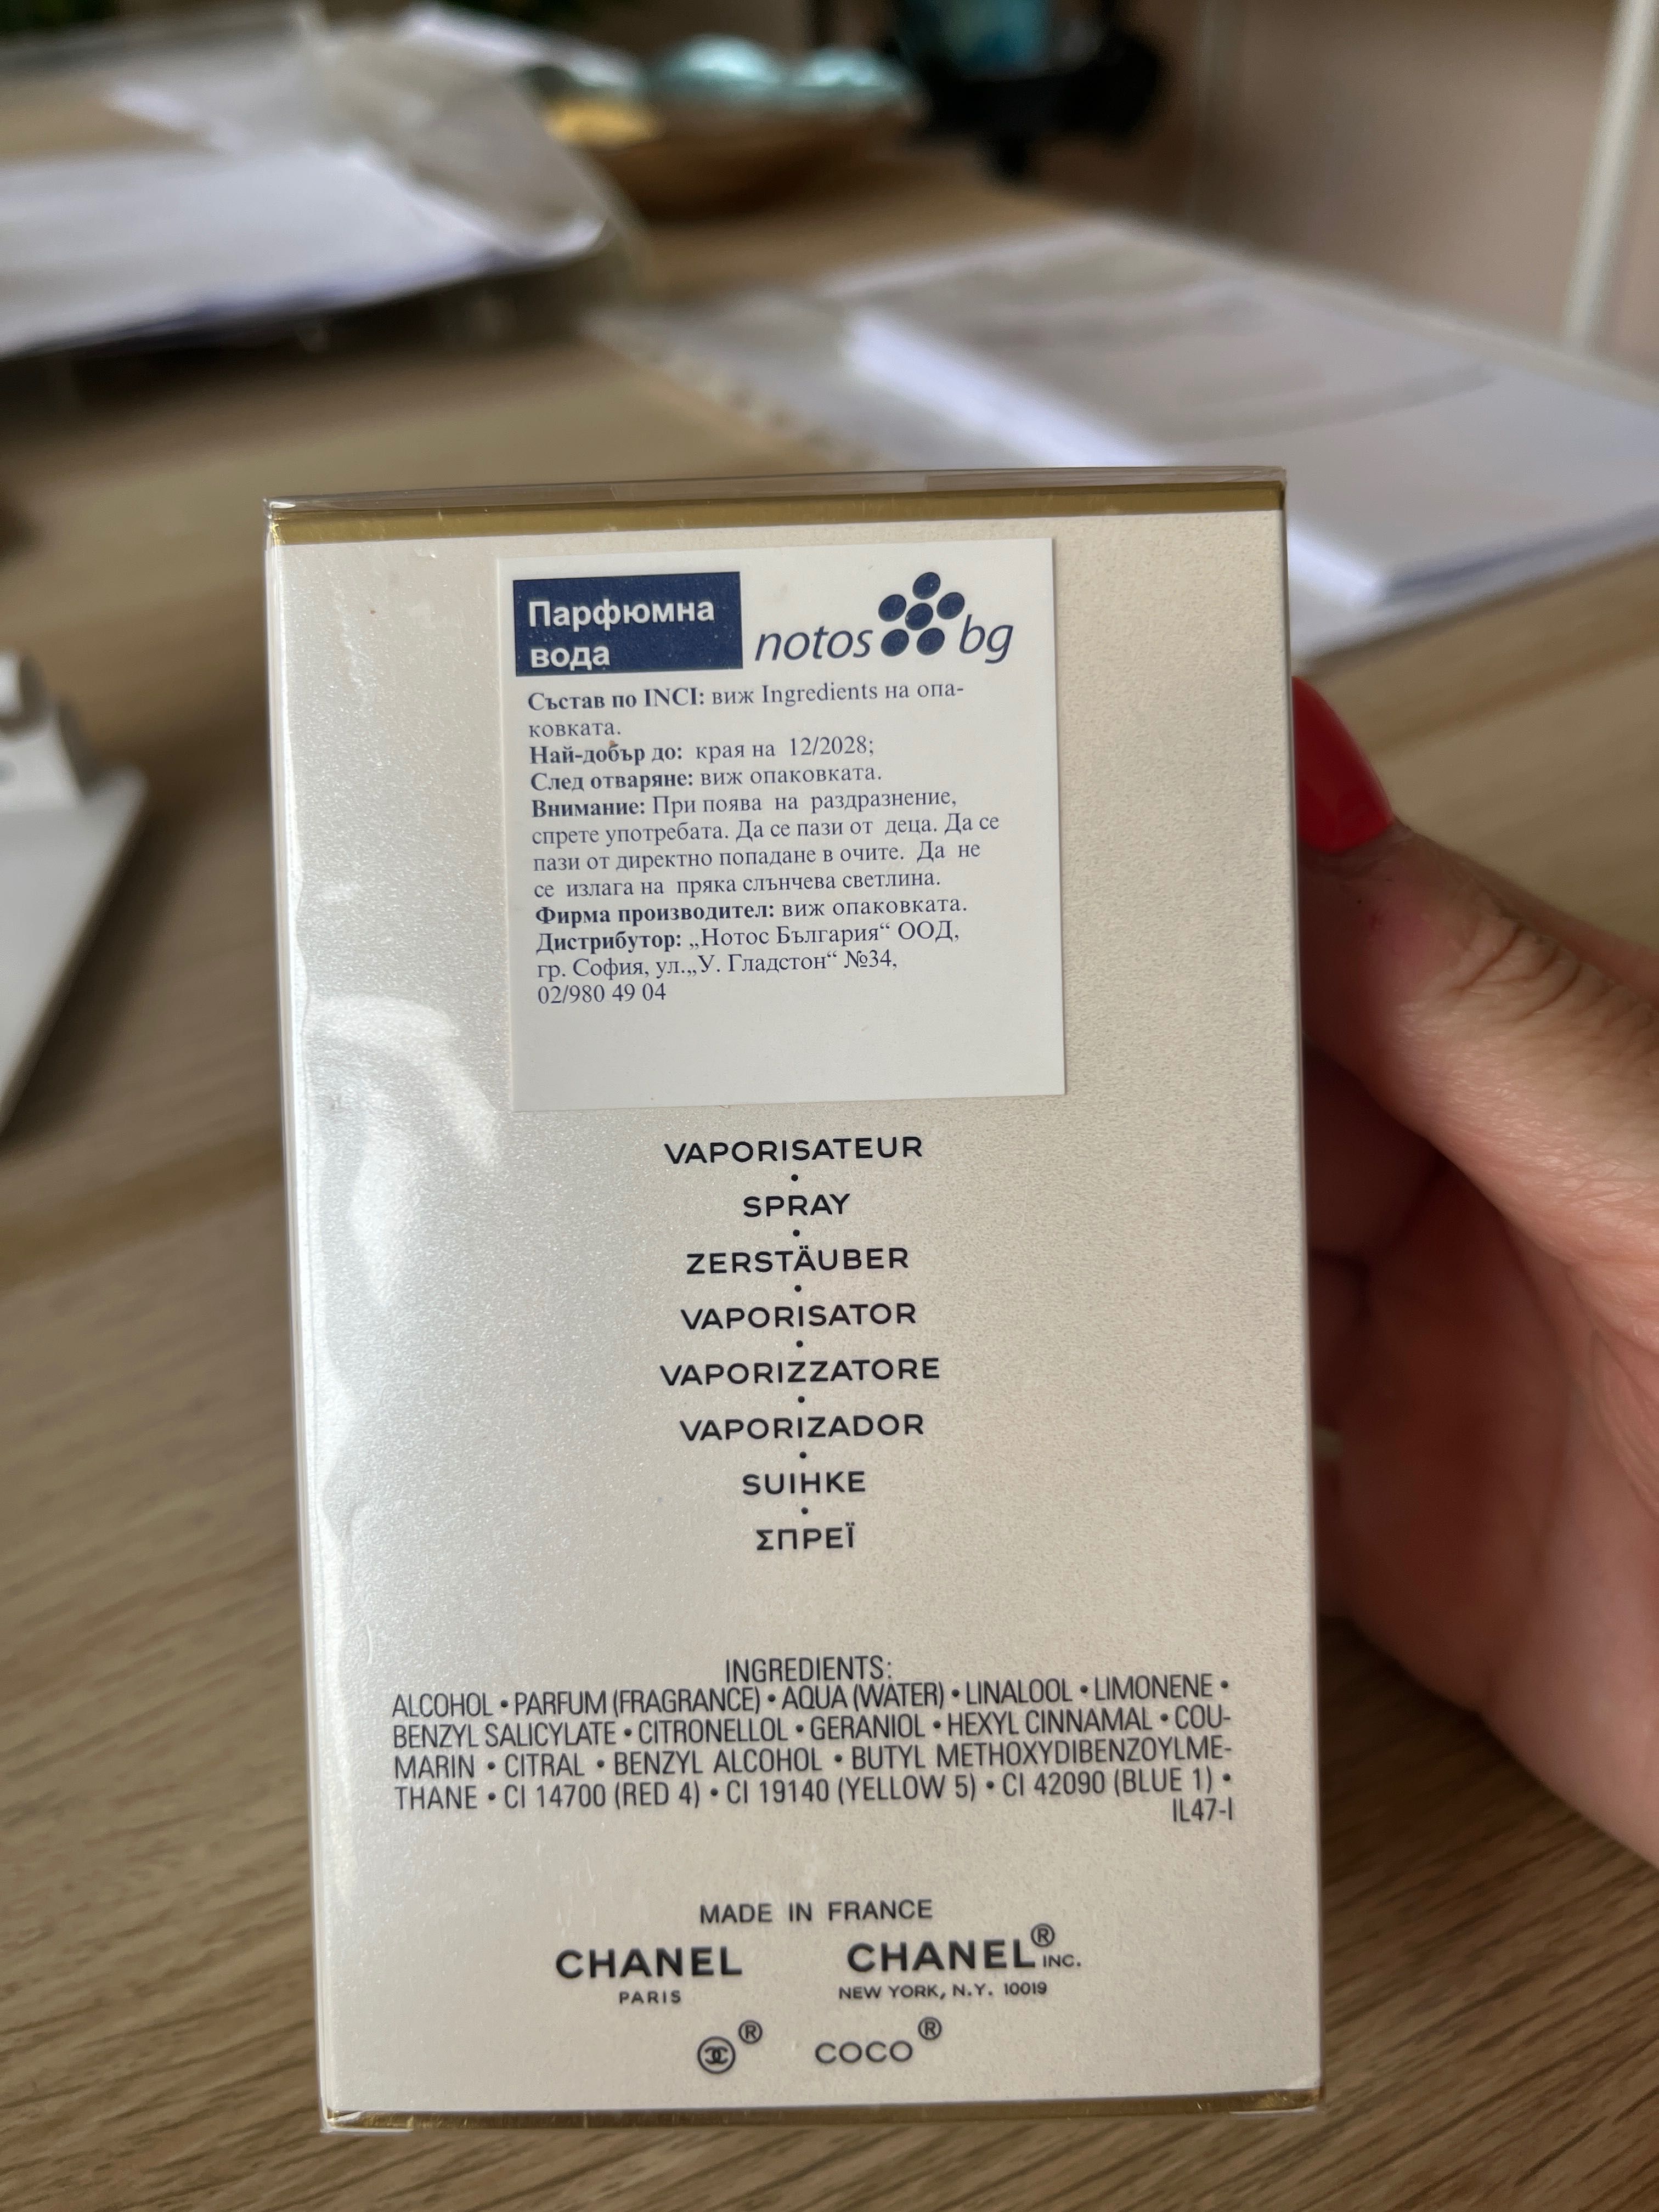 Парфюмна
вода
notos bg
Състав по INCI: виж Ingredients на опа-
ковката.
Най-добър до: края на 12/2028;
След отваряне: виж опаковката.
Внимание: При поява на раздразнение,
спрете употребата. Да се пази от деца. Да се
пази от директно попадане в очите. Да не
се излага на пряка слънчева светлина.
Фирма производител: виж опаковката.
Дистрибутор: „Нотос България“ ООД,
гр. София, ул.„У. Гладстон“ №34,
02/980 49 04
VAPORISATEUR
•
SPRAY
•
ZERSTÄUBER
•
VAPORISATOR
•
VAPORIZZATORE
•
VAPORIZADOR
•
SUIHKE
•
ΣΠΡΕΪ
INGREDIENTS:
ALCOHOL • PARFUM (FRAGRANCE) • AQUA (WATER) • LINALOOL • LIMONENE •
BENZYL SALICYLATE • CITRONELLOL • GERANIOL • HEXYL CINNAMAL • COU-
MARIN • CITRAL • BENZYL ALCOHOL • BUTYL METHOXYDIBENZOYLME-
THANE • CI 14700 (RED 4) • CI 19140 (YELLOW 5) • CI 42090 (BLUE 1) •
IL47-I
MADE IN FRANCE
CHANEL CHANEL® INC.
PARIS NEW YORK, N.Y. 10019
® COCO®